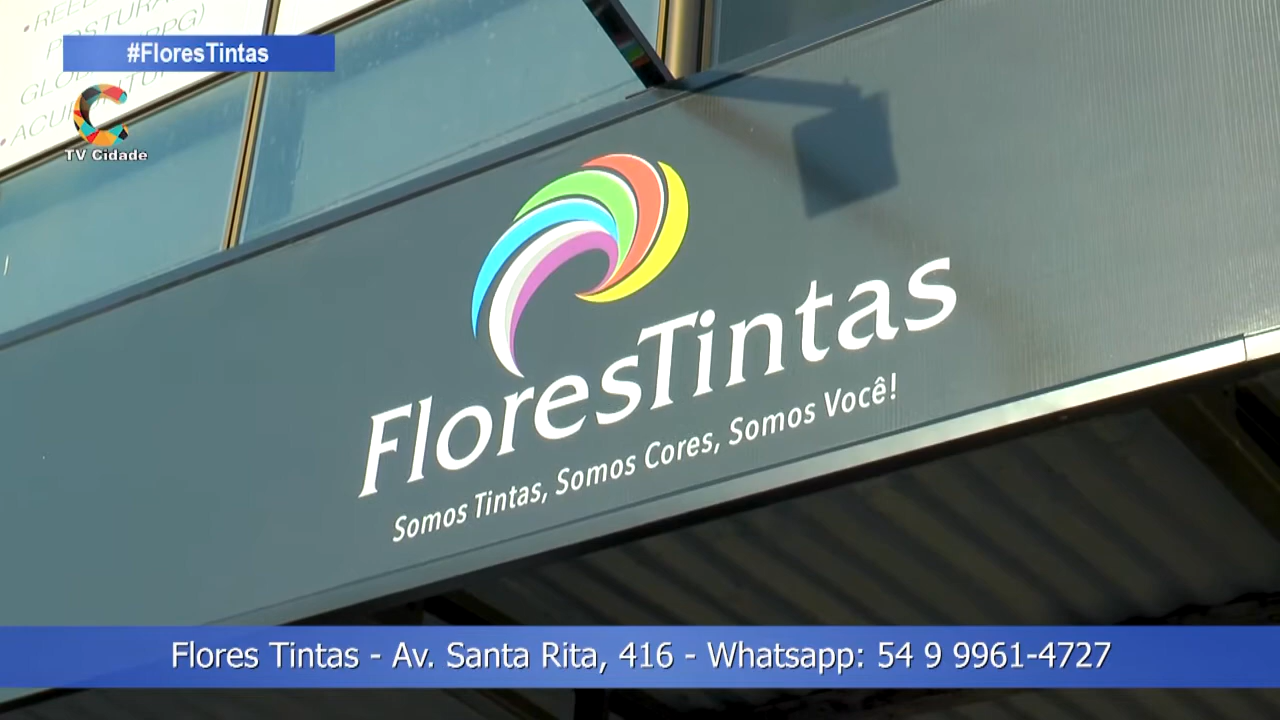 #FloresTintas
TV Cidade
FloresTintas
Somos Tintas, Somos Cores, Somos Você!
Flores Tintas - Av. Santa Rita, 416 - Whatsapp: 54 9 9961-4727